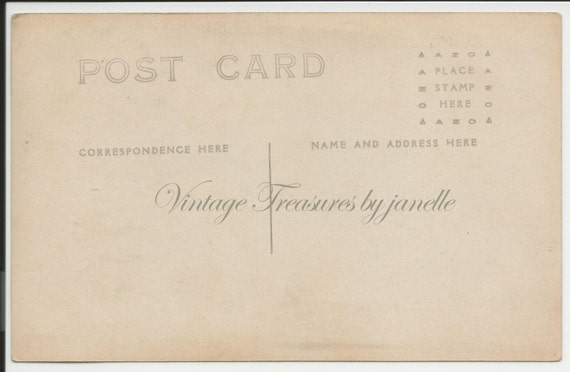 POST CARD
▲ A Z O ▲
A PLACE A
Z STAMP Z
O HERE O
▲ A Z O ▲
CORRESPONDENCE HERE
NAME AND ADDRESS HERE
Vintage Treasures by janelle